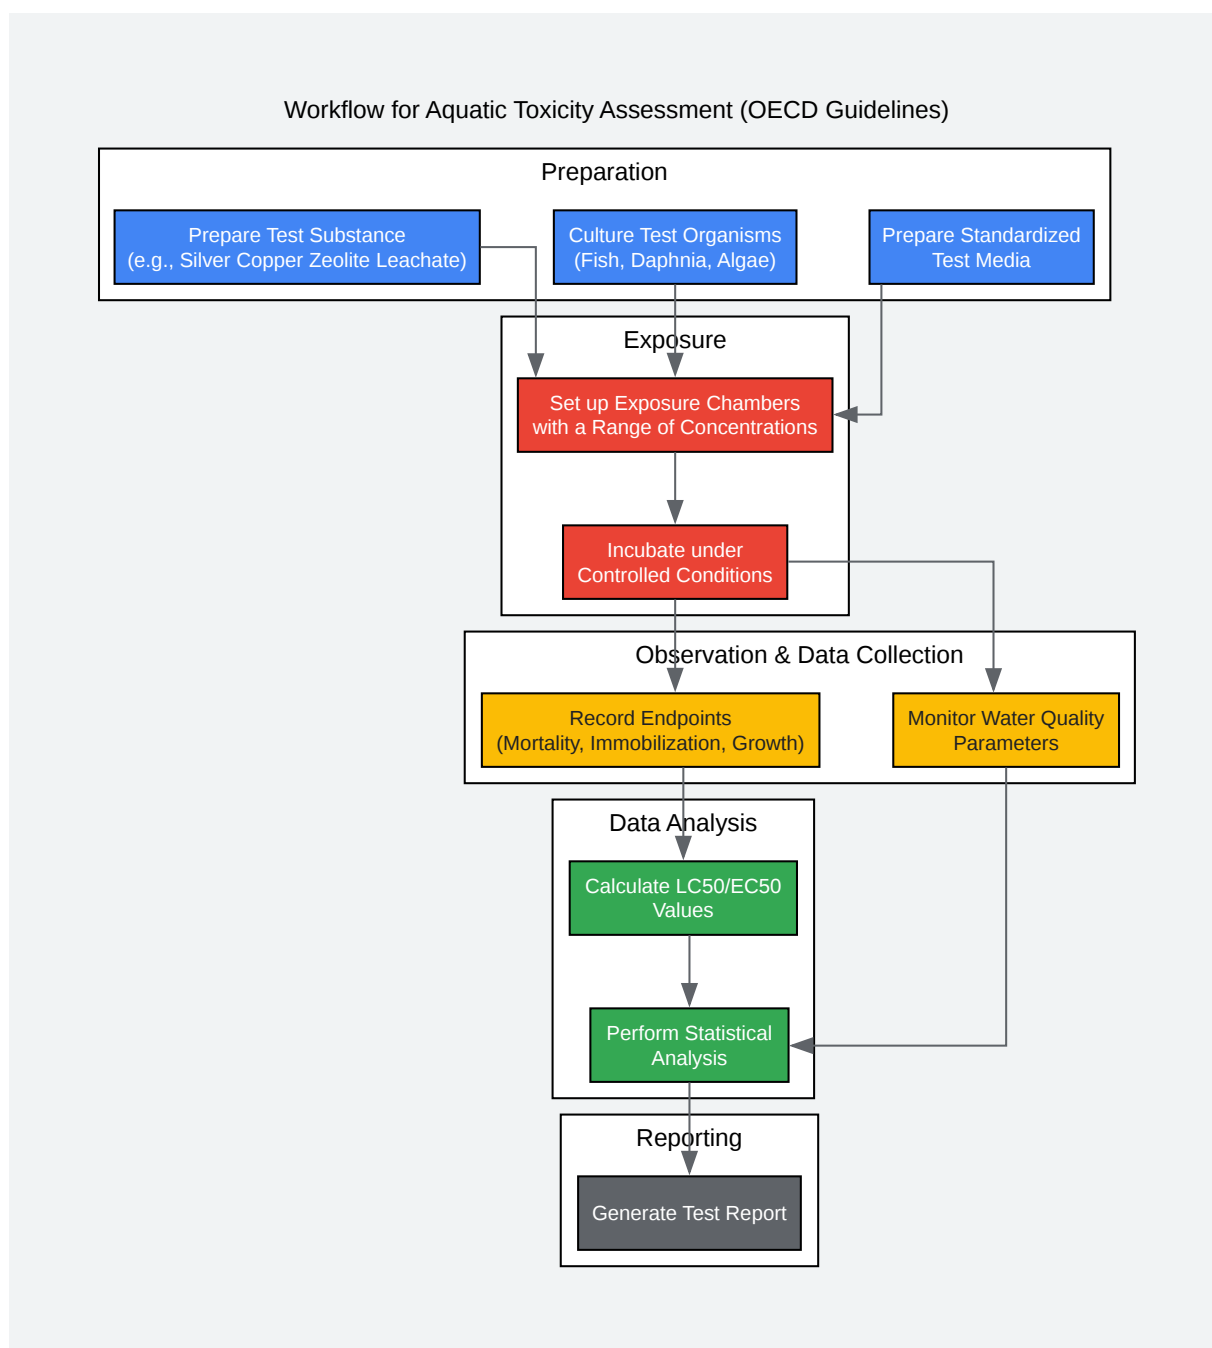 Workflow for Aquatic Toxicity Assessment (OECD Guidelines)
Preparation
Prepare Test Substance
(e.g., Silver Copper Zeolite Leachate)
Culture Test Organisms
(Fish, Daphnia, Algae)
Prepare Standardized
Test Media
Exposure
Set up Exposure Chambers
with a Range of Concentrations
Incubate under
Controlled Conditions
Observation & Data Collection
Record Endpoints
(Mortality, Immobilization, Growth)
Monitor Water Quality
Parameters
Data Analysis
Calculate LC50/EC50
Values
Perform Statistical
Analysis
Reporting
Generate Test Report